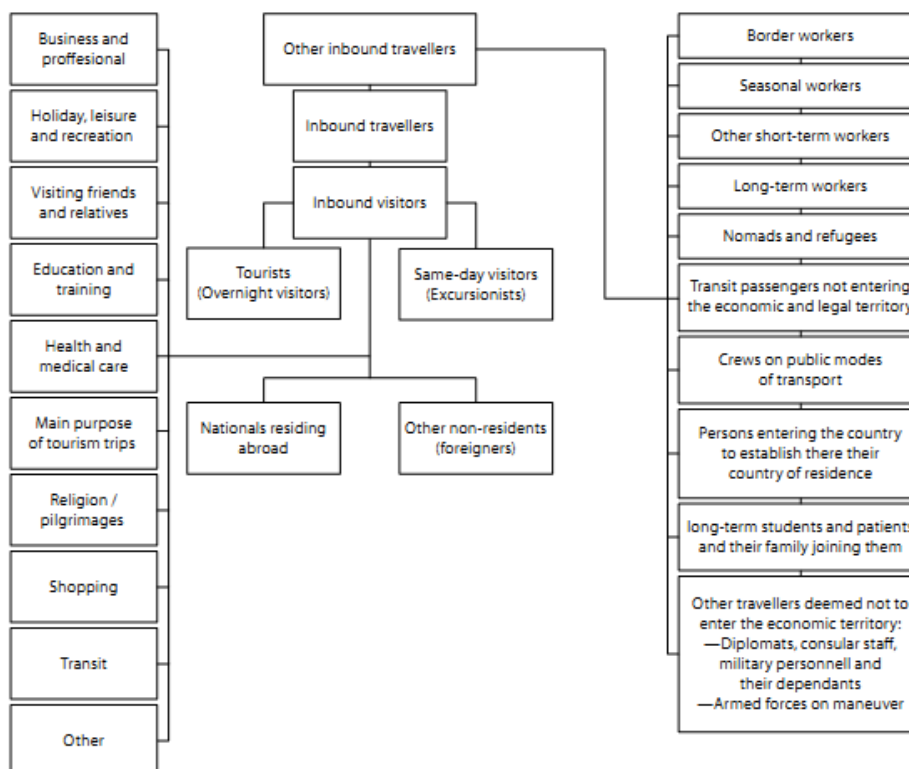 Business and
proffesional
Holiday, leisure
and recreation
Visiting friends
and relatives
Education and
training
Health and
medical care
Main purpose
of tourism trips
Religion /
pilgrimages
Shopping
Transit
Other
Other inbound travellers
Inbound travellers
Inbound visitors
Tourists
(Overnight visitors)
Same-day visitors
(Excursionists)
Nationals residing
abroad
Other non-residents
(foreigners)
Border workers
Seasonal workers
Other short-term workers
Long-term workers
Nomads and refugees
Transit passengers not entering
the economic and legal territory
Crews on public modes
of transport
Persons entering the country
to establish there their
country of residence
long-term students and patients
and their family joining them
Other travellers deemed not to
enter the economic territory:
—Diplomats, consular staff,
military personnell and
their dependants
—Armed forces on maneuver